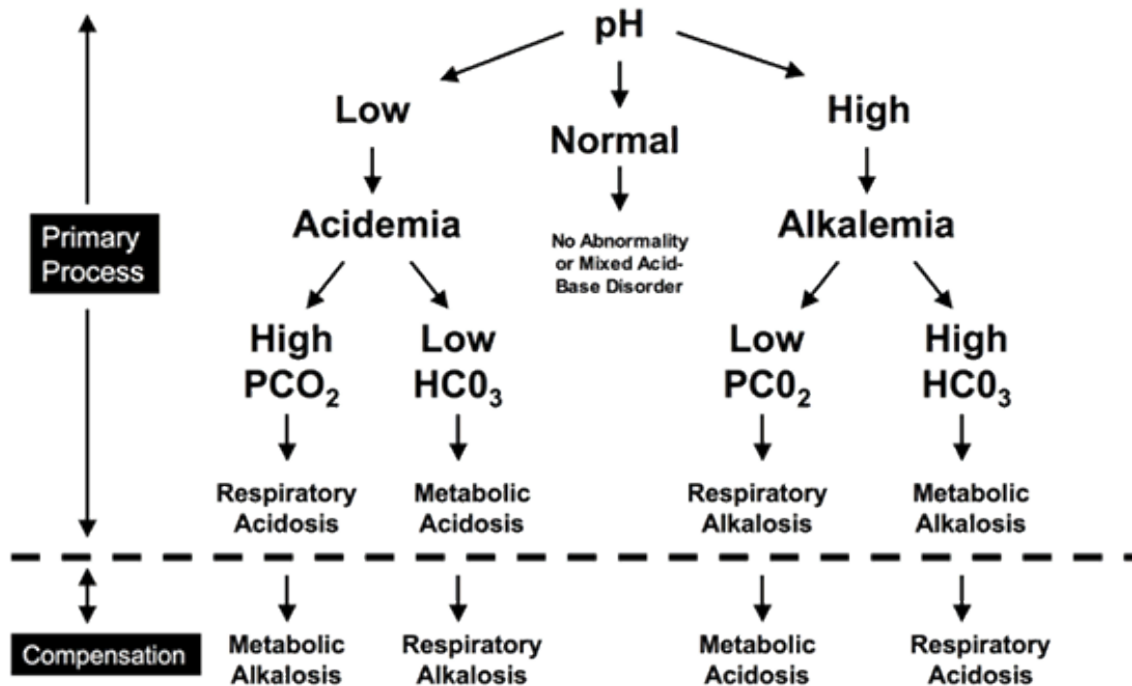 pH
Low
Normal
High
Primary
Process
Acidemia
No Abnormality
or Mixed Acid-
Base Disorder
Alkalemia
High
PCO₂
Low
HC0₃
Low
PC0₂
High
HC0₃
Respiratory
Acidosis
Metabolic
Acidosis
Respiratory
Alkalosis
Metabolic
Alkalosis
Compensation
Metabolic
Alkalosis
Respiratory
Alkalosis
Metabolic
Acidosis
Respiratory
Acidosis